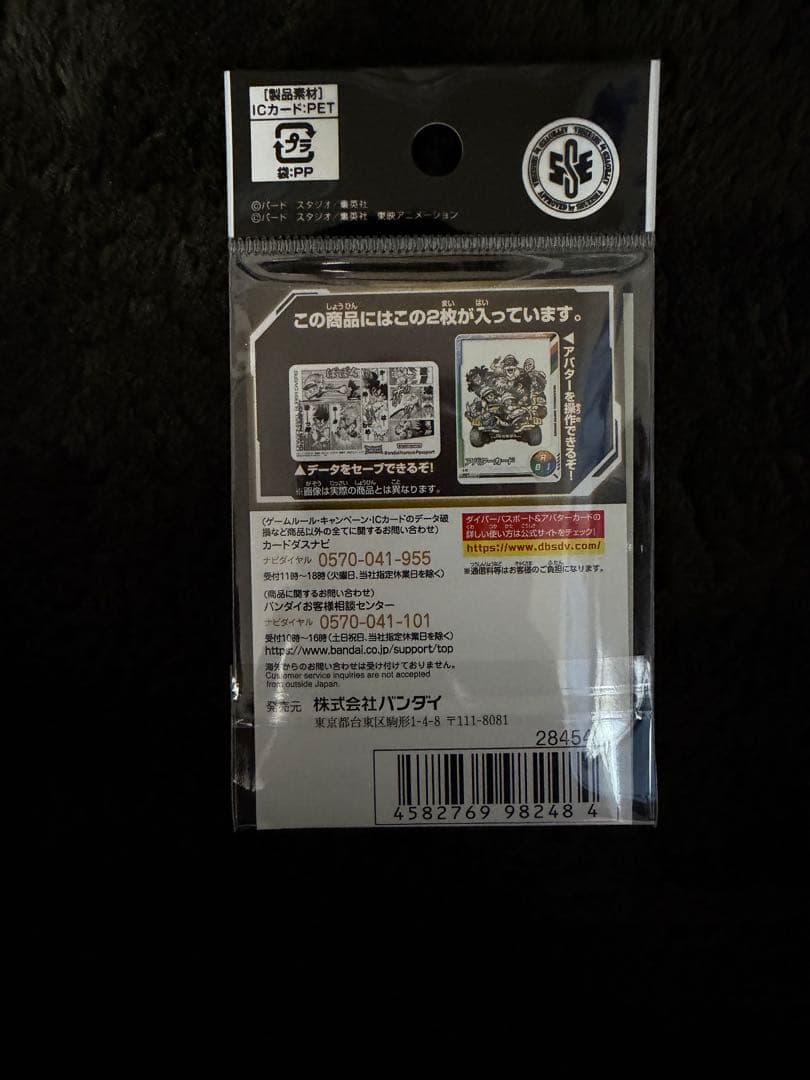 [製品素材]
ICカード:PET
プラ
袋:PP
SSE
©バード スタジオ/集英社
©バード スタジオ/集英社 東映アニメーション
この商品にはこの2枚が入っています。
▲データをセーブできるぞ!
※画像は実際の商品とは異なります。
アバターカード
▲アバターを操作できるぞ!
(ゲームルール・キャンペーン・ICカードのデータ破
損など商品以外の全てに関するお問い合わせ)
カードダスナビ
ナビダイヤル 0570-041-955
受付11時~18時(火曜日、当社指定休業日を除く)
ダイバーパスポート&アバターカードの
詳しい使い方は公式サイトをチェック!
https://www.dbsdv.com/
※通信料等はお客様のご負担になります。
(商品に関するお問い合わせ)
バンダイお客様相談センター
ナビダイヤル 0570-041-101
受付10時~16時(土日祝日、当社指定休業日を除く)
https://www.bandai.co.jp/support/top
海外からのお問い合わせは受け付けておりません。
Customer service inquiries are not accepted
from outside Japan.
発売元 株式会社バンダイ
東京都台東区駒形1-4-8 〒111-8081
28454
4582769 982484